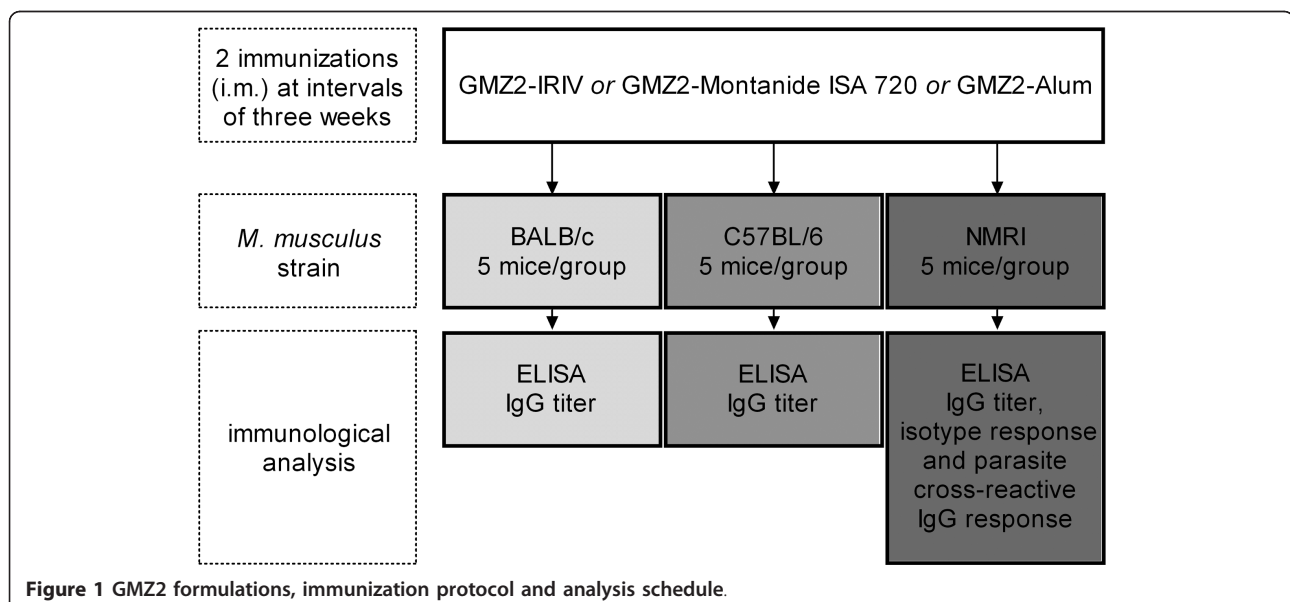 2 immunizations
(i.m.) at intervals
of three weeks
GMZ2-IRIV or GMZ2-Montanide ISA 720 or GMZ2-Alum
M. musculus
strain
BALB/c
5 mice/group
C57BL/6
5 mice/group
NMRI
5 mice/group
immunological
analysis
ELISA
IgG titer
ELISA
IgG titer
ELISA
IgG titer,
isotype response
and parasite
cross-reactive
IgG response
Figure 1 GMZ2 formulations, immunization protocol and analysis schedule.